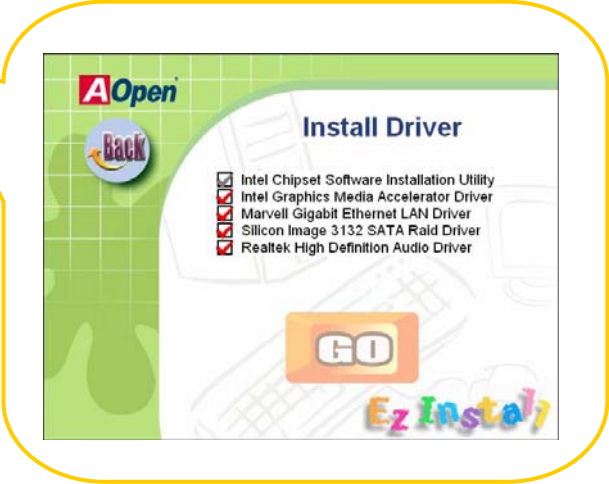 AOpen
Back
Install Driver
Intel Chipset Software Installation Utility
Intel Graphics Media Accelerator Driver
Marvell Gigabit Ethernet LAN Driver
Silicon Image 3132 SATA Raid Driver
Realtek High Definition Audio Driver
GO
Ez Install